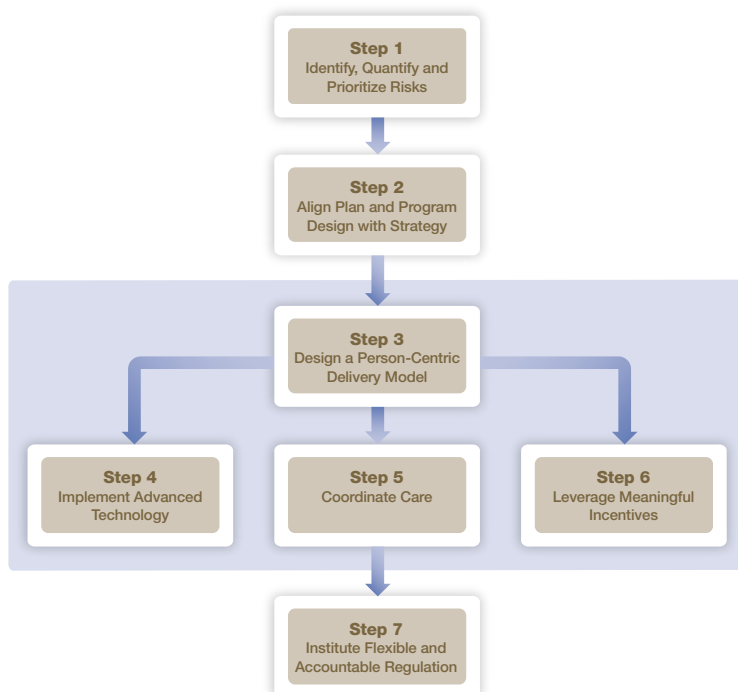 Step 1
Identify, Quantify and
Prioritize Risks
Step 2
Align Plan and Program
Design with Strategy
Step 3
Design a Person-Centric
Delivery Model
Step 4
Implement Advanced
Technology
Step 5
Coordinate Care
Step 6
Leverage Meaningful
Incentives
Step 7
Institute Flexible and
Accountable Regulation